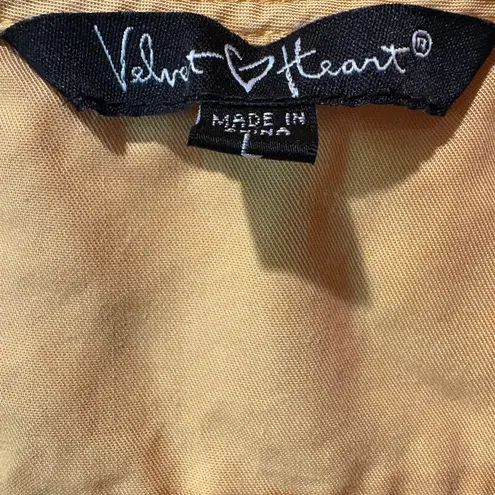 Velvet ♡ Heart®
MADE IN
CHINA
L